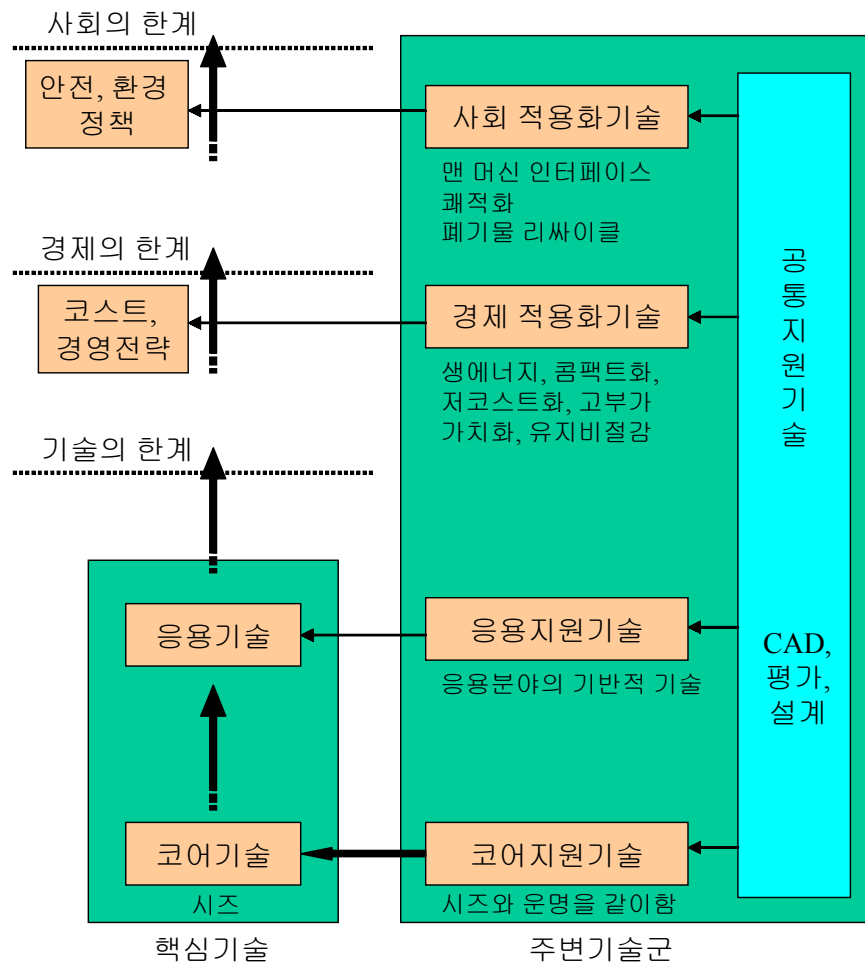 사회의 한계
안전, 환경
정책
사회 적용화기술
맨 머신 인터페이스
쾌적화
폐기물 리싸이클
경제의 한계
코스트,
경영전략
경제 적용화기술
생에너지, 콤팩트화,
저코스트화, 고부가
가치화, 유지비절감
공
통
지
원
기
술
기술의 한계
응용기술
응용지원기술
응용분야의 기반적 기술
CAD,
평가,
설계
코어기술
시즈
코어지원기술
시즈와 운명을 같이함
핵심기술
주변기술군